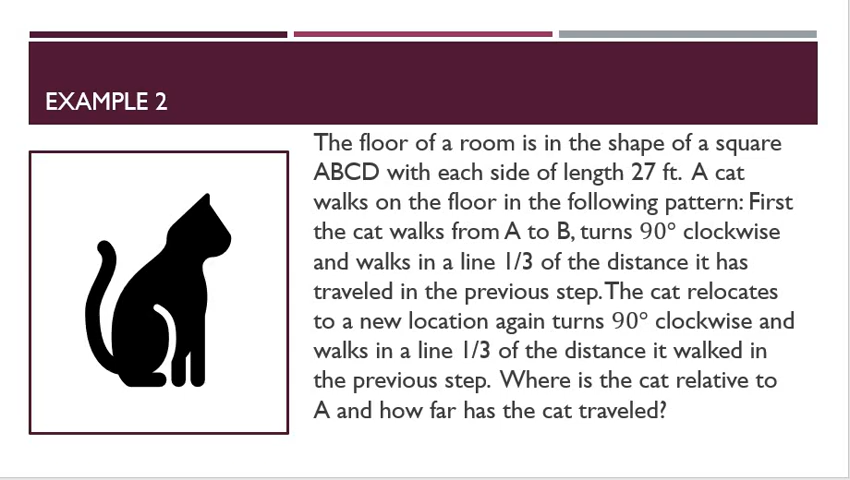 EXAMPLE 2
The floor of a room is in the shape of a square
ABCD with each side of length 27 ft. A cat
walks on the floor in the following pattern: First
the cat walks from A to B, turns 90° clockwise
and walks in a line 1/3 of the distance it has
traveled in the previous step. The cat relocates
to a new location again turns 90° clockwise and
walks in a line 1/3 of the distance it walked in
the previous step. Where is the cat relative to
A and how far has the cat traveled?